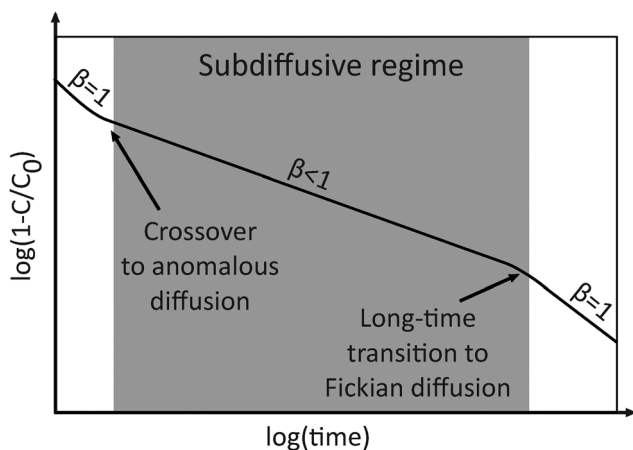 Subdiffusive regime
β=1
β<1
Crossover
to anomalous
diffusion
β=1
Long-time
transition to
Fickian diffusion
log(1-C/C0)
log(time)